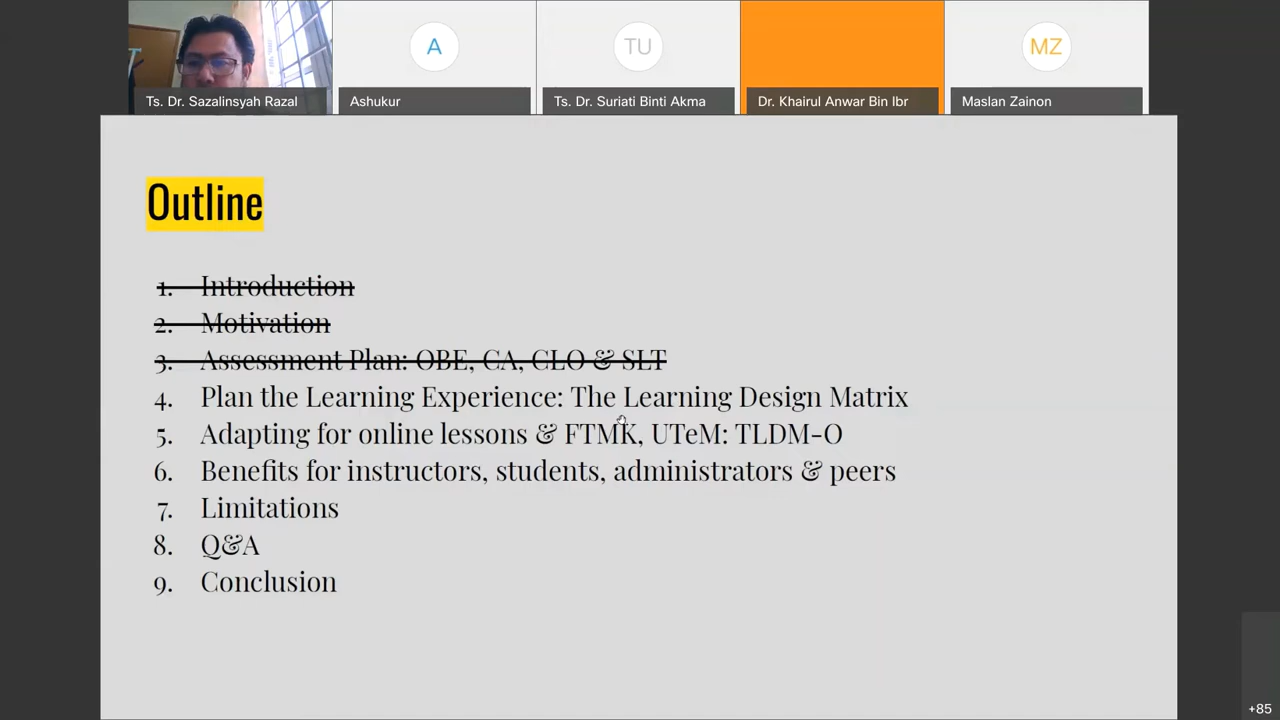 A
TU
MZ
Ts. Dr. Sazalinsyah Razal
Ashukur
Ts. Dr. Suriati Binti Akma
Dr. Khairul Anwar Bin Ibr
Maslan Zainon
Outline
1. Introduction
2. Motivation
3. Assessment Plan: OBE, CA, CLO & SLT
4. Plan the Learning Experience: The Learning Design Matrix
5. Adapting for online lessons & FTMK, UTeM: TLDM-O
6. Benefits for instructors, students, administrators & peers
7. Limitations
8. Q&A
9. Conclusion
+85